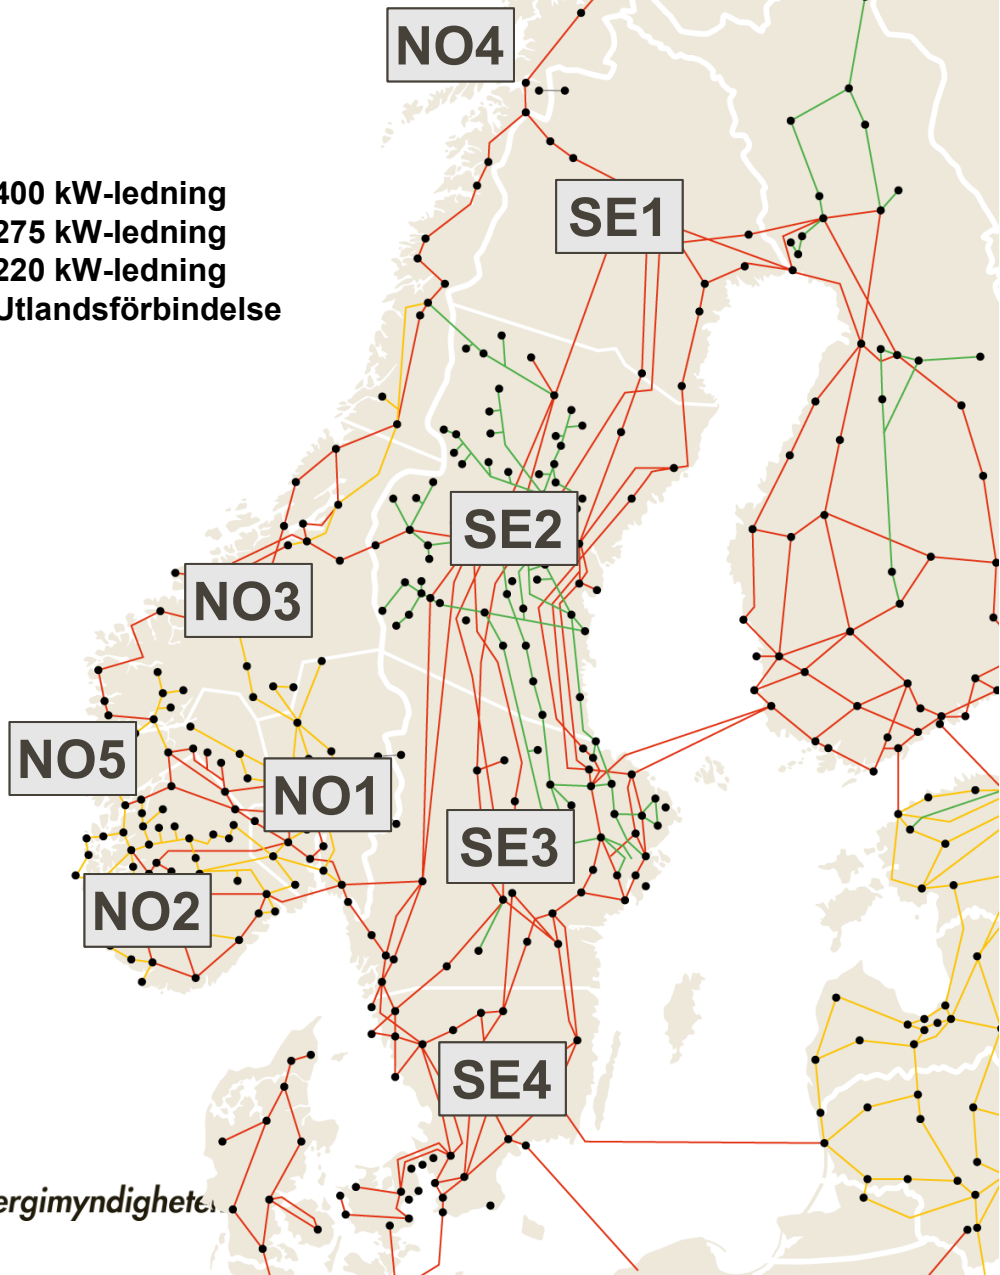 NO4
400 kW-ledning
SE1
275 kW-ledning
220 kW-ledning
Utlandsförbindelse
SE2
NO3
NO5
NO1
SE3
NO2
SE4
ergimyndigheten